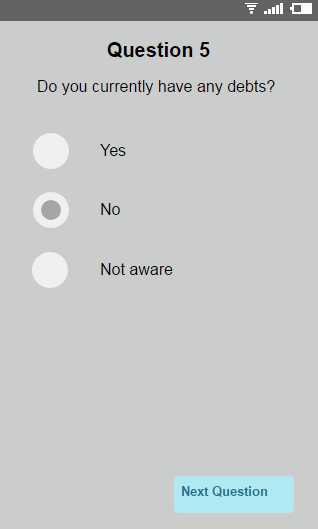 Question 5
Do you currently have any debts?
Yes
No
Not aware
Next Question